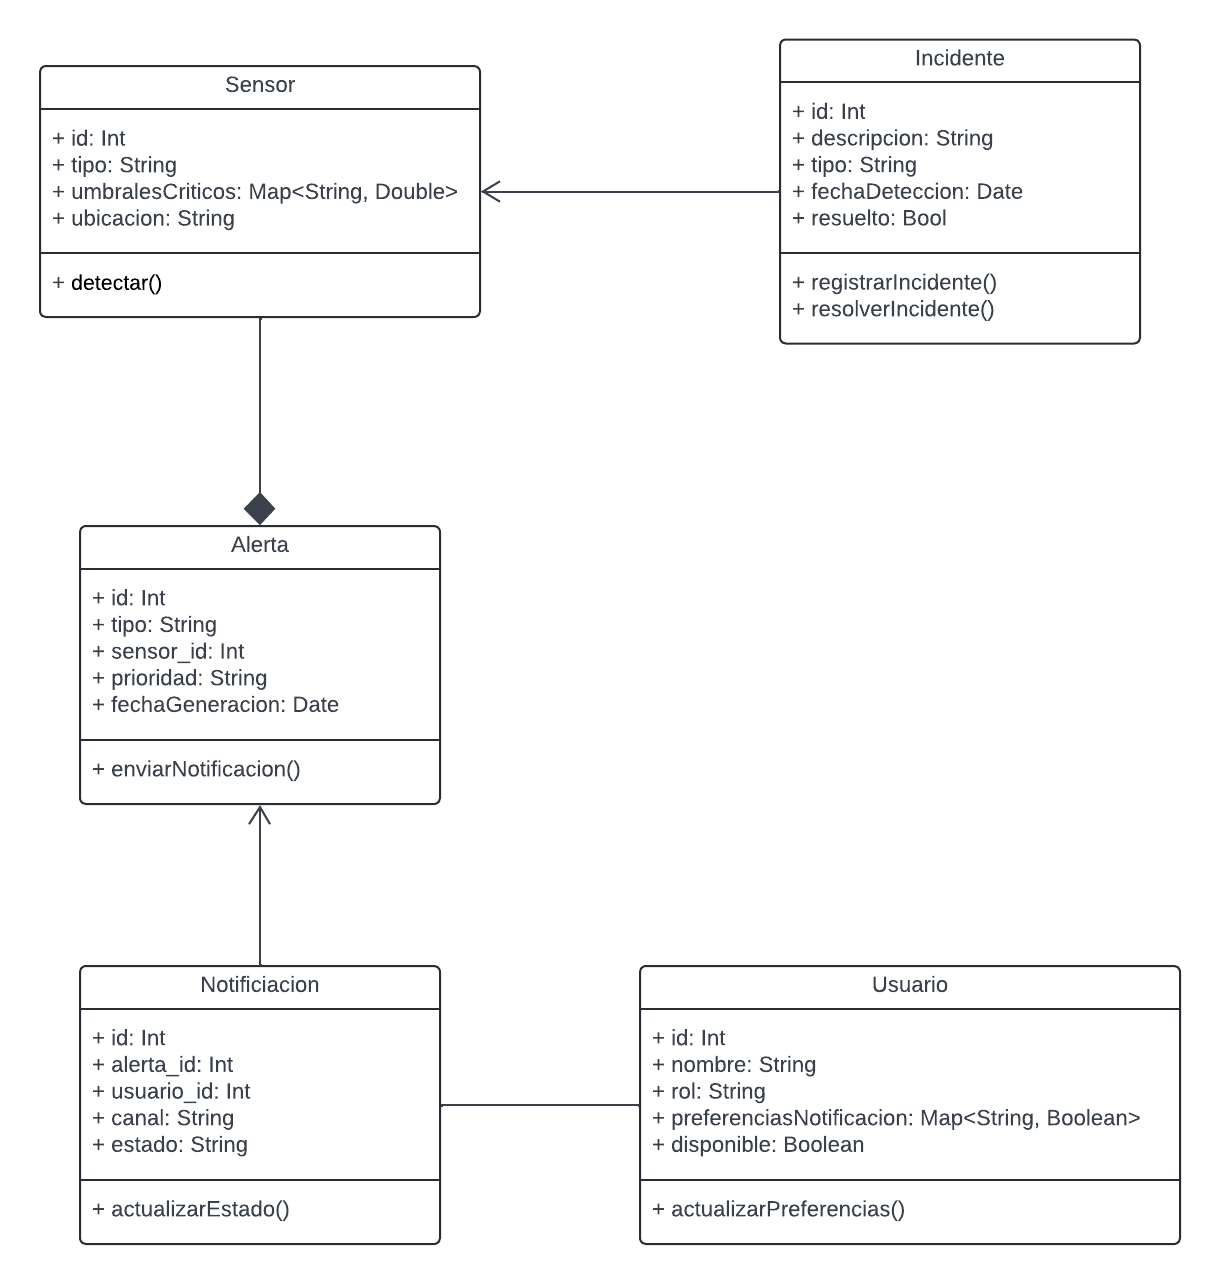 Sensor
+ id: Int
+ tipo: String
+ umbralesCriticos: Map<String, Double>
+ ubicacion: String
+ detectar()
Incidente
+ id: Int
+ descripcion: String
+ tipo: String
+ fechaDeteccion: Date
+ resuelto: Bool
+ registrarIncidente()
+ resolverIncidente()
Alerta
+ id: Int
+ tipo: String
+ sensor_id: Int
+ prioridad: String
+ fechaGeneracion: Date
+ enviarNotificacion()
Notificiacion
+ id: Int
+ alerta_id: Int
+ usuario_id: Int
+ canal: String
+ estado: String
+ actualizarEstado()
Usuario
+ id: Int
+ nombre: String
+ rol: String
+ preferenciasNotificacion: Map<String, Boolean>
+ disponible: Boolean
+ actualizarPreferencias()